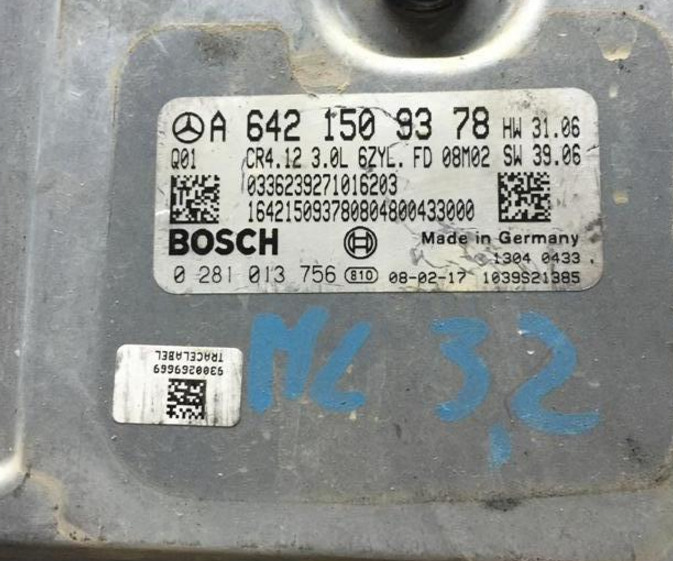 A 642 150 93 78 HW 31.06
Q01 CR4.12 3.0L 6ZYL. FD 08M02 SW 39.06
0336239271016203
164215093780804800433000
BOSCH Made in Germany
1304 0433
0 281 013 756 810 08-02-17 1039S21385
ML 3,2
9300269669
TRACELABEL